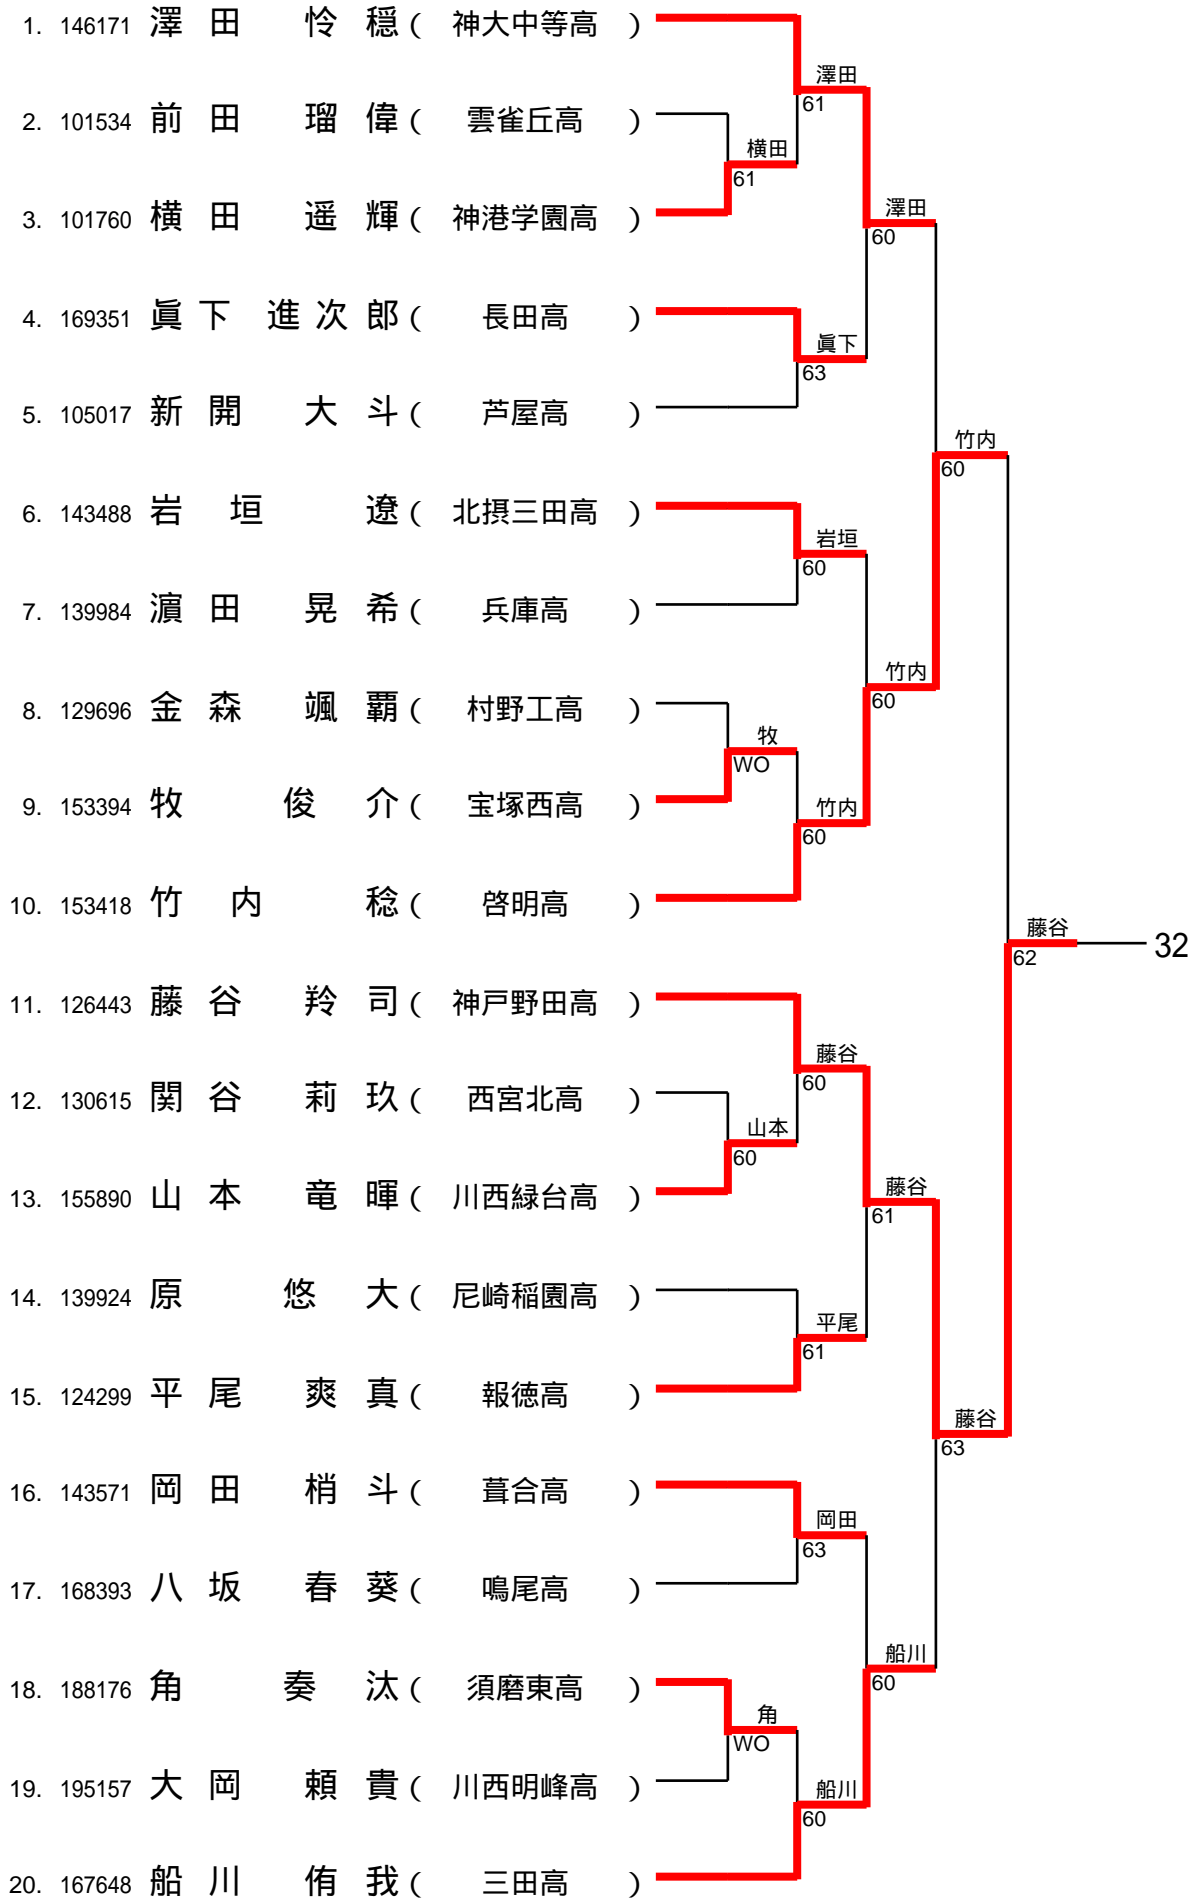 1. 146171 澤田 怜穏 ( 神大中等高 )
澤田
61
2. 101534 前田 瑠偉 ( 雲雀丘高 )
横田
61
3. 101760 横田 遥輝 ( 神港学園高 )
澤田
60
4. 169351 眞下 進次郎 ( 長田高 )
眞下
63
5. 105017 新開 大斗 ( 芦屋高 )
竹内
60
6. 143488 岩垣 遼 ( 北摂三田高 )
岩垣
60
7. 139984 濵田 晃希 ( 兵庫高 )
竹内
60
8. 129696 金森 颯覇 ( 村野工高 )
牧
WO
9. 153394 牧 俊介 ( 宝塚西高 )
竹内
60
10. 153418 竹内 稔 ( 啓明高 )
藤谷
62
32
11. 126443 藤谷 羚司 ( 神戸野田高 )
藤谷
60
12. 130615 関谷 莉玖 ( 西宮北高 )
山本
60
13. 155890 山本 竜暉 ( 川西緑台高 )
藤谷
61
14. 139924 原 悠大 ( 尼崎稲園高 )
平尾
61
15. 124299 平尾 爽真 ( 報徳高 )
藤谷
63
16. 143571 岡田 梢斗 ( 葺合高 )
岡田
63
17. 168393 八坂 春葵 ( 鳴尾高 )
船川
60
18. 188176 角 奏汰 ( 須磨東高 )
角
WO
19. 195157 大岡 頼貴 ( 川西明峰高 )
船川
60
20. 167648 船川 侑我 ( 三田高 )